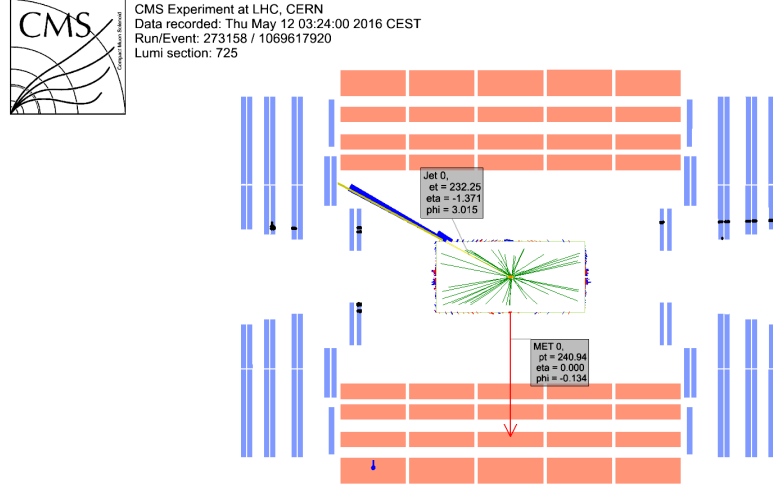 CMS
Compact Muon Solenoid
CMS Experiment at LHC, CERN
Data recorded: Thu May 12 03:24:00 2016 CEST
Run/Event: 273158 / 1069617920
Lumi section: 725
Jet 0,
et = 232.25
eta = -1.371
phi = 3.015
MET 0,
pt = 240.94
eta = 0.000
phi = -0.134